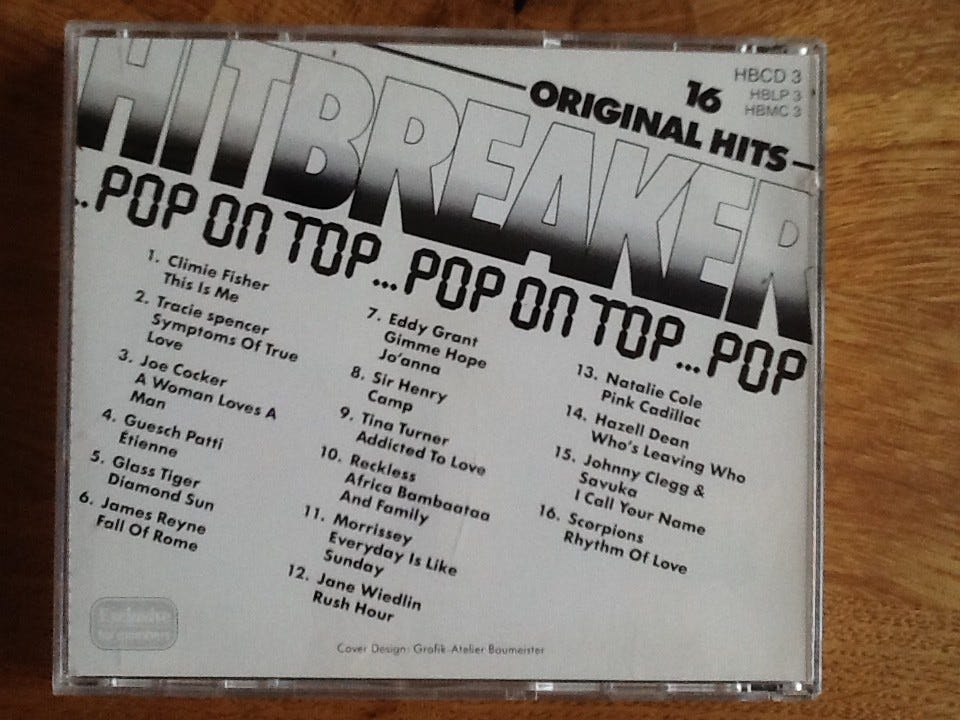 16
ORIGINAL HITS
HBCD 3
HBLP 3
HBMC 3
HITBREAKER
..POP ON TOP...POP ON TOP...POP
1. Climie Fisher
This Is Me
2. Tracie spencer
Symptoms Of True
Love
3. Joe Cocker
A Woman Loves A
Man
4. Guesch Patti
Étienne
5. Glass Tiger
Diamond Sun
6. James Reyne
Fall Of Rome
7. Eddy Grant
Gimme Hope
Jo'anna
8. Sir Henry
Camp
9. Tina Turner
Addicted To Love
10. Reckless
Africa Bambaataa
And Family
11. Morrissey
Everyday Is Like
Sunday
12. Jane Wiedlin
Rush Hour
13. Natalie Cole
Pink Cadillac
14. Hazell Dean
Who's Leaving Who
15. Johnny Clegg &
Savuka
I Call Your Name
16. Scorpions
Rhythm Of Love
Exclusive
for members
Cover Design: Grafik-Atelier Baumeister